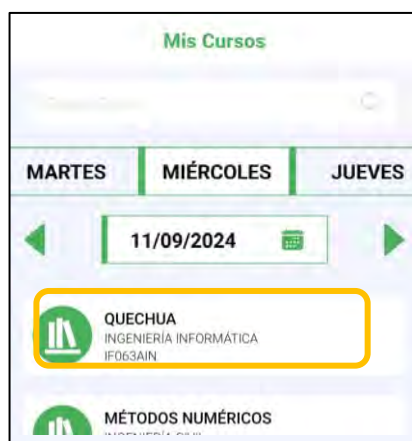 Mis Cursos
MARTES MIÉRCOLES JUEVES
11/09/2024
QUECHUA
INGENIERÍA INFORMÁTICA
IF063AIN
MÉTODOS NUMÉRICOS